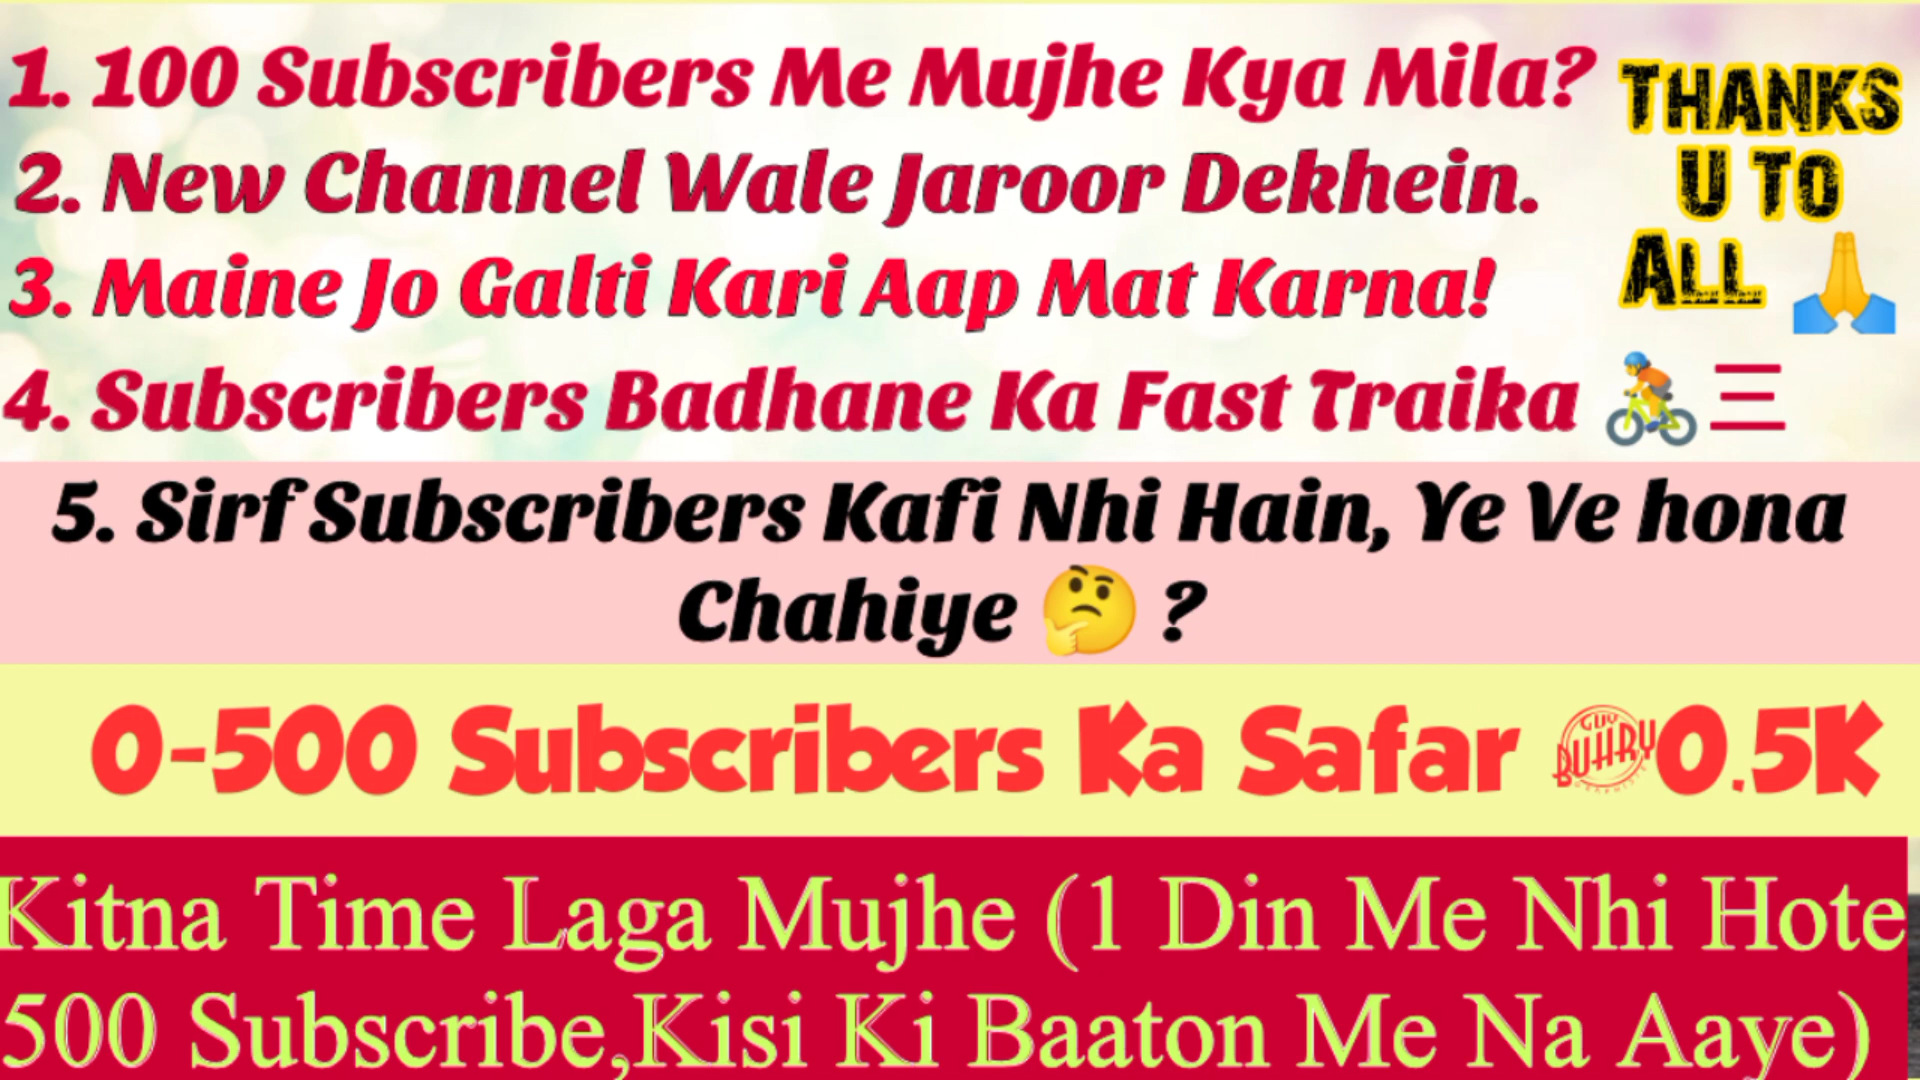 1. 100 Subscribers Me Mujhe Kya Mila?
2. New Channel Wale Jaroor Dekhein.
3. Maine Jo Galti Kari Aap Mat Karna!
4. Subscribers Badhane Ka Fast Traika
THANKS
U TO
ALL
5. Sirf Subscribers Kafi Nhi Hain, Ye Ve hona
Chahiye ?
0-500 Subscribers Ka Safar GUY BUHRY 0.5K
Kitna Time Laga Mujhe (1 Din Me Nhi Hote
500 Subscribe,Kisi Ki Baaton Me Na Aaye)